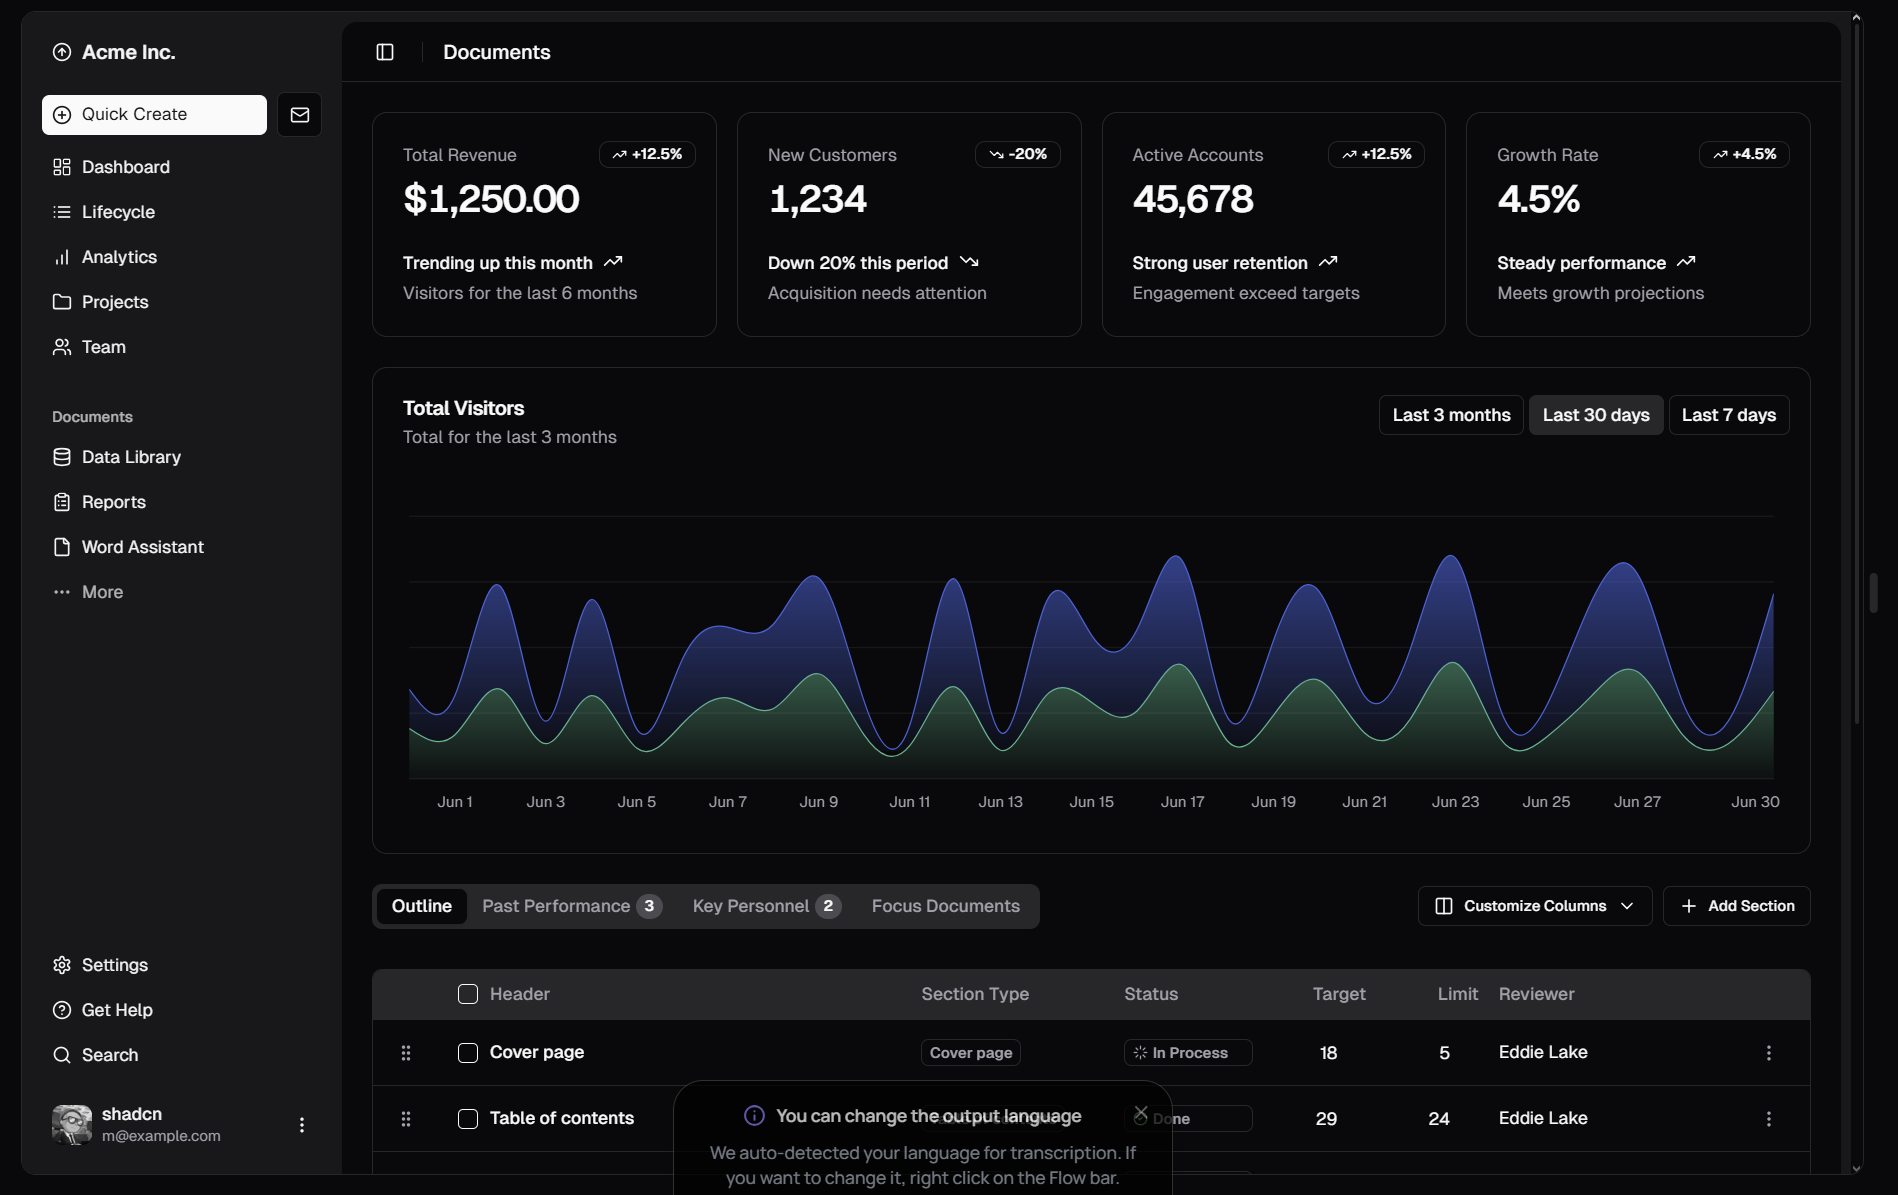 Acme Inc.
Quick Create
Dashboard
Lifecycle
Analytics
Projects
Team
Documents
Data Library
Reports
Word Assistant
More
Settings
Get Help
Search
shadcn
m@example.com
Documents
Total Revenue
+12.5%
$1,250.00
Trending up this month
Visitors for the last 6 months
New Customers
-20%
1,234
Down 20% this period
Acquisition needs attention
Active Accounts
+12.5%
45,678
Strong user retention
Engagement exceed targets
Growth Rate
+4.5%
4.5%
Steady performance
Meets growth projections
Total Visitors
Total for the last 3 months
Last 3 months Last 30 days Last 7 days
Jun 1 Jun 3 Jun 5 Jun 7 Jun 9 Jun 11 Jun 13 Jun 15 Jun 17 Jun 19 Jun 21 Jun 23 Jun 25 Jun 27 Jun 30
Outline Past Performance 3 Key Personnel 2 Focus Documents
Customize Columns Add Section
Header Section Type Status Target Limit Reviewer
Cover page Cover page In Process 18 5 Eddie Lake
Table of contents Done 29 24 Eddie Lake
You can change the output language
We auto-detected your language for transcription. If
you want to change it, right click on the Flow bar.